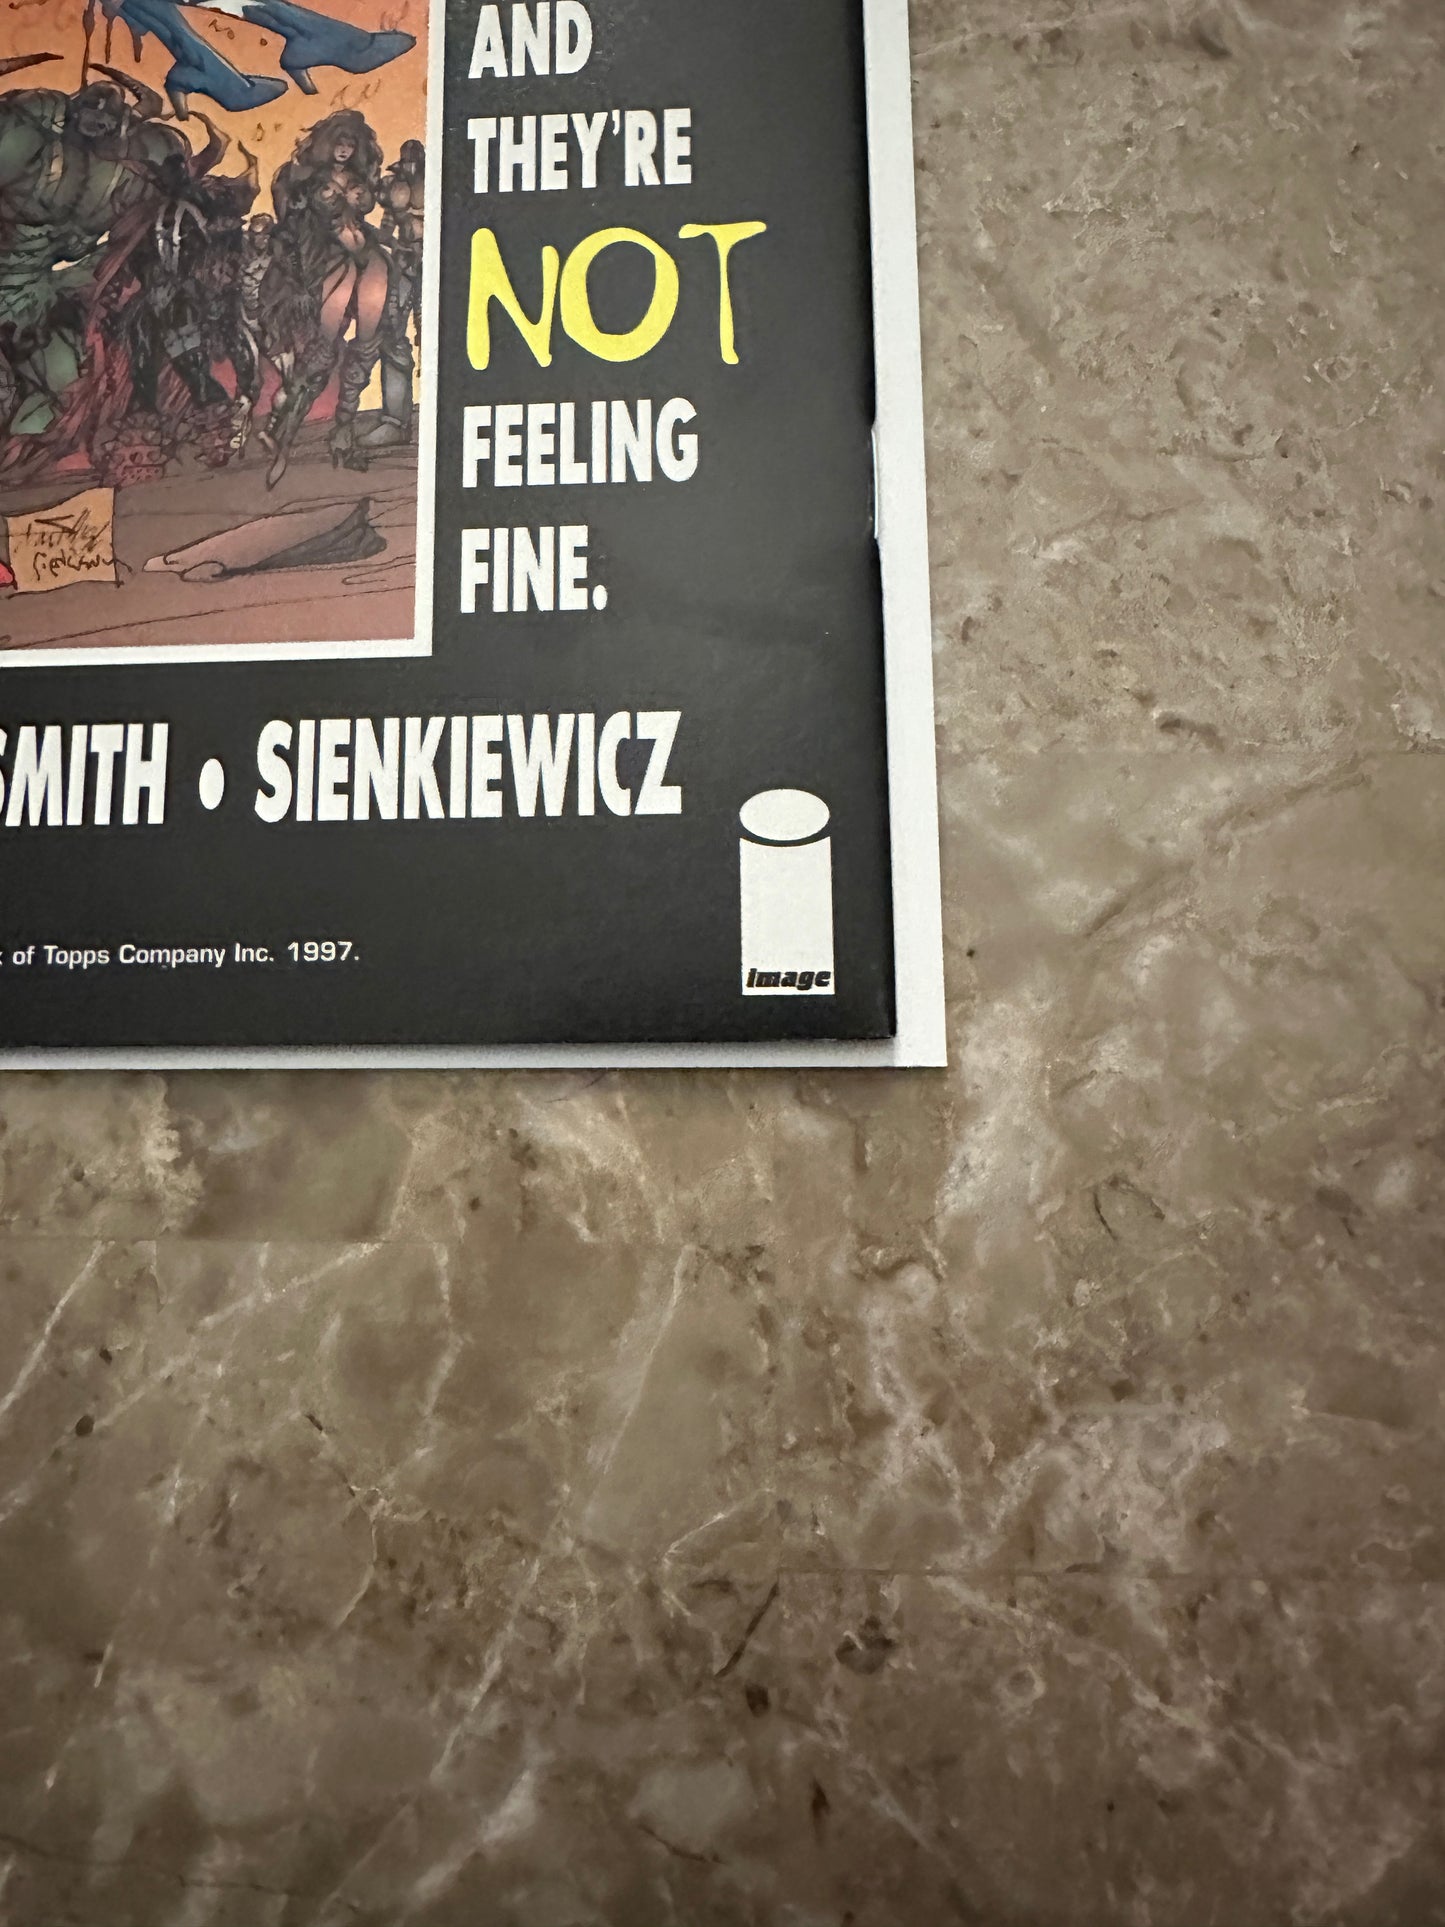 AND
THEY'RE
NOT
FEELING
FINE.
SMITH • SIENKIEWICZ
of Topps Company Inc. 1997.
image